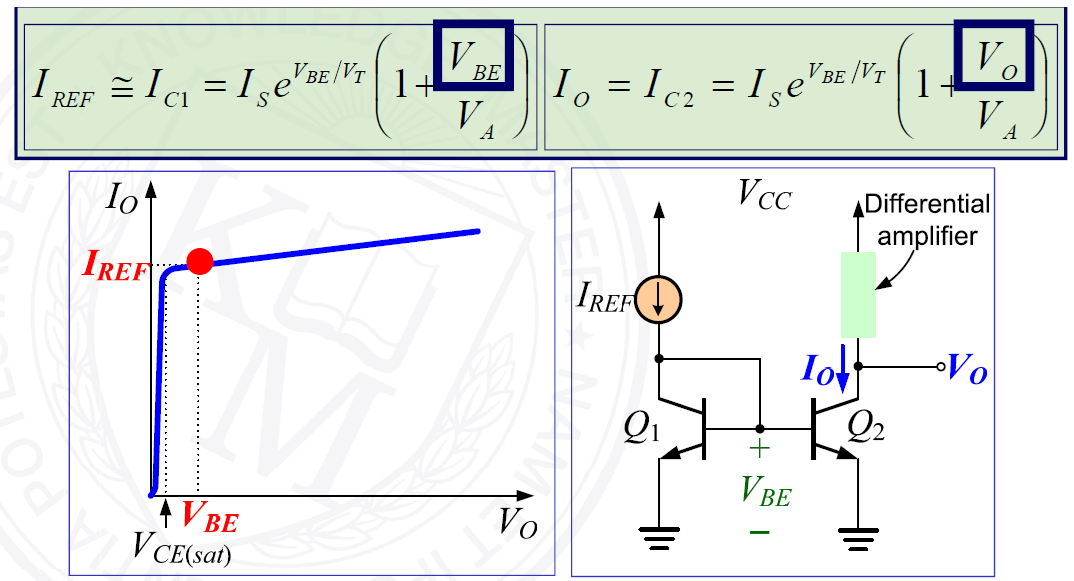 I_REF ≅ I_C1 = I_S e^{V_BE/V_T} (1 + V_BE / V_A)
I_O = I_C2 = I_S e^{V_BE/V_T} (1 + V_O / V_A)
I_O
I_REF
V_BE
V_O
V_CE(sat)
V_CC
Differential
amplifier
I_REF
I_O
V_O
Q_1
Q_2
+
V_BE
−